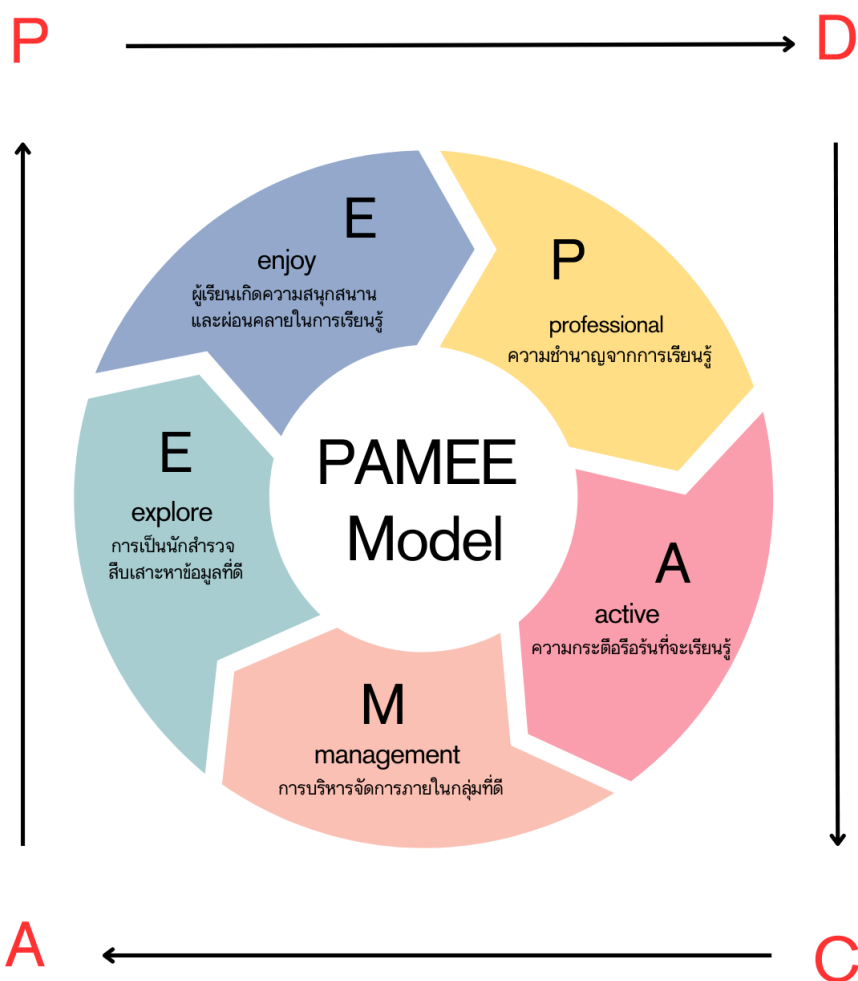 P
D
E
enjoy
ผู้เรียนเกิดความสนุกสนาน
และผ่อนคลายในการเรียนรู้
P
professional
ความชำนาญจากการเรียนรู้
E
explore
การเป็นนักสำรวจ
สืบเสาะหาข้อมูลที่ดี
PAMEE
Model
A
active
ความกระตือรือร้นที่จะเรียนรู้
M
management
การบริหารจัดการภายในกลุ่มที่ดี
A
C